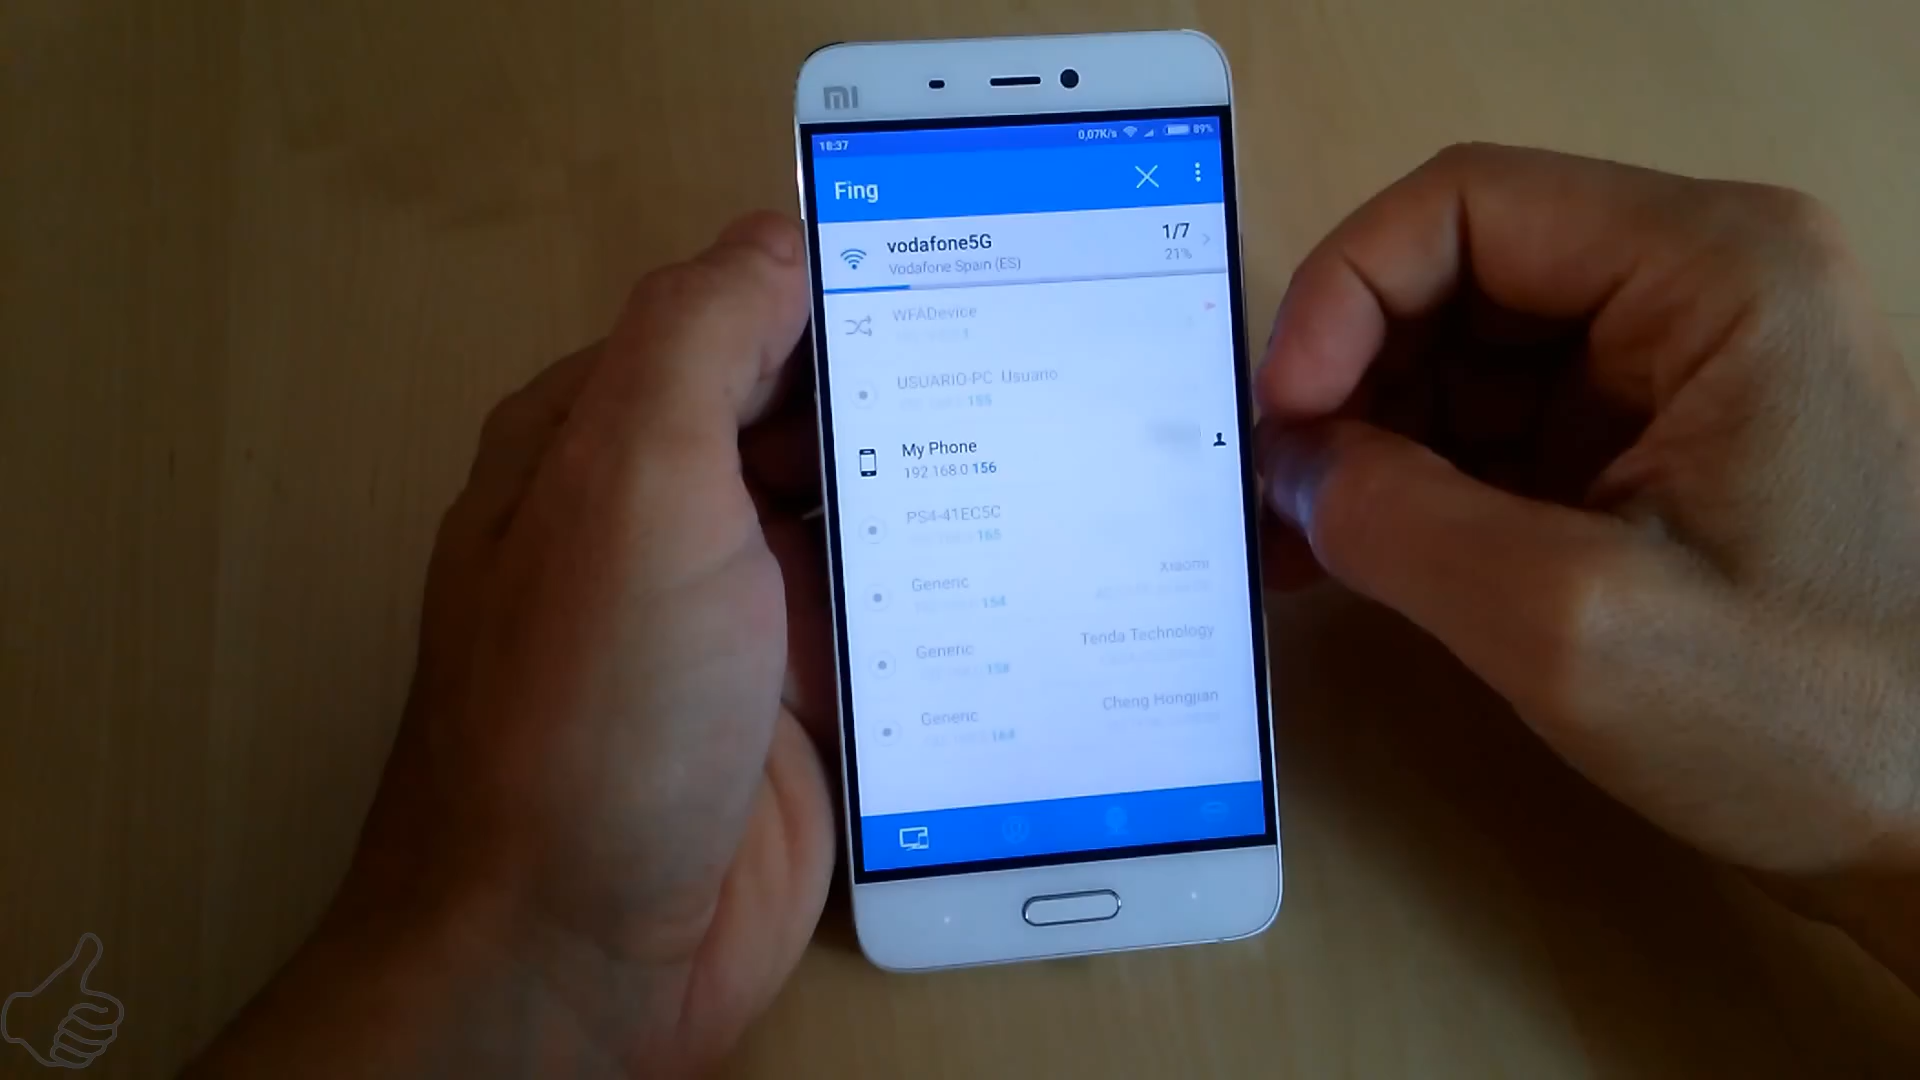 MI
18:37 0,07K/s 89%
Fing
vodafone5G 1/7
Vodafone Spain (ES) 21%
WFADevice
USUARIO-PC Usuario
155
My Phone
192.168.0.156
PS4-41EC5C
165
Generic Xiaomi
154
Generic Tenda Technology
158
Generic Cheng Hongjian
164